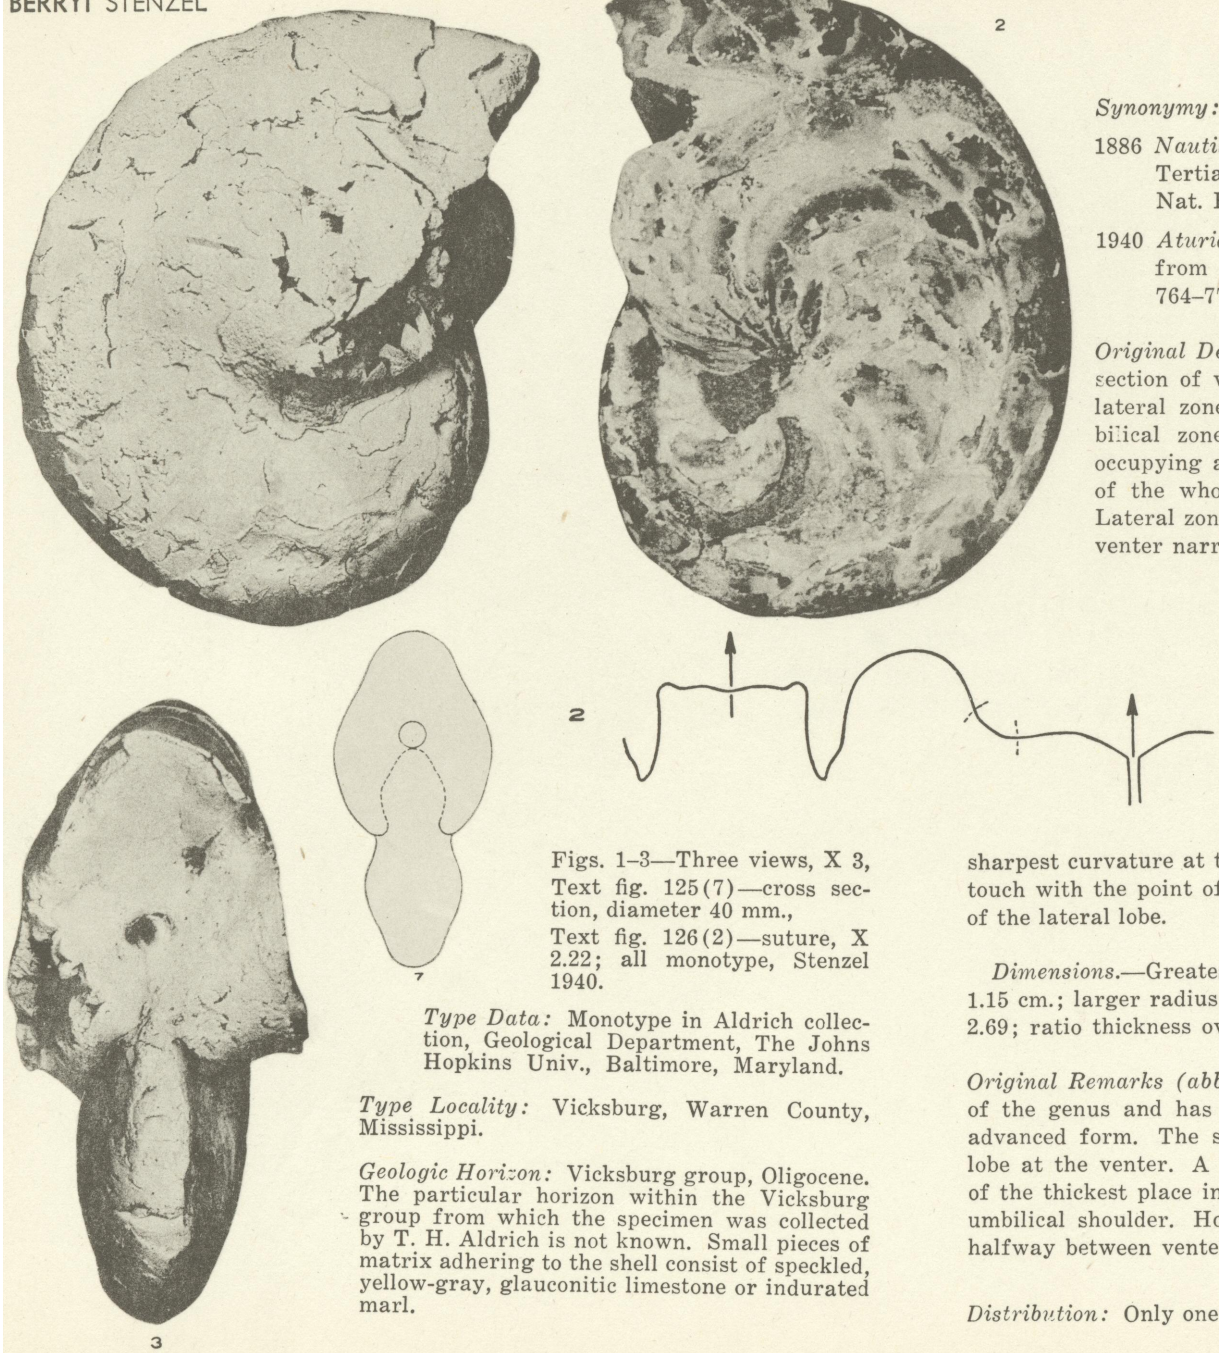 BERRYI STENZEL
2
Synonymy:
1886
Tertia
Nat.
1940
from
764–7
Original
section of
lateral zone
bilical zone
occupying a
of the who
Lateral zon
venter narr
2
7
Figs. 1–3—Three views, X 3,
Text fig. 125(7)—cross sec-
tion, diameter 40 mm.,
Text fig. 126(2)—suture, X
2.22; all monotype, Stenzel
1940.
Type Data: Monotype in Aldrich collec-
tion, Geological Department, The Johns
Hopkins Univ., Baltimore, Maryland.
Type Locality: Vicksburg, Warren County,
Mississippi.
Geologic Horizon: Vicksburg group, Oligocene.
The particular horizon within the Vicksburg
group from which the specimen was collected
by T. H. Aldrich is not known. Small pieces of
matrix adhering to the shell consist of speckled,
yellow-gray, glauconitic limestone or indurated
marl.
3
sharpest curvature at
touch with the point of
of the lateral lobe.
Dimensions.—Greate
1.15 cm.; larger radius
2.69; ratio thickness
Original Remarks (abb
of the genus and has
advanced form. The s
lobe at the venter. A
of the thickest place in
umbilical shoulder. Ho
halfway between vente
Distribution: Only one